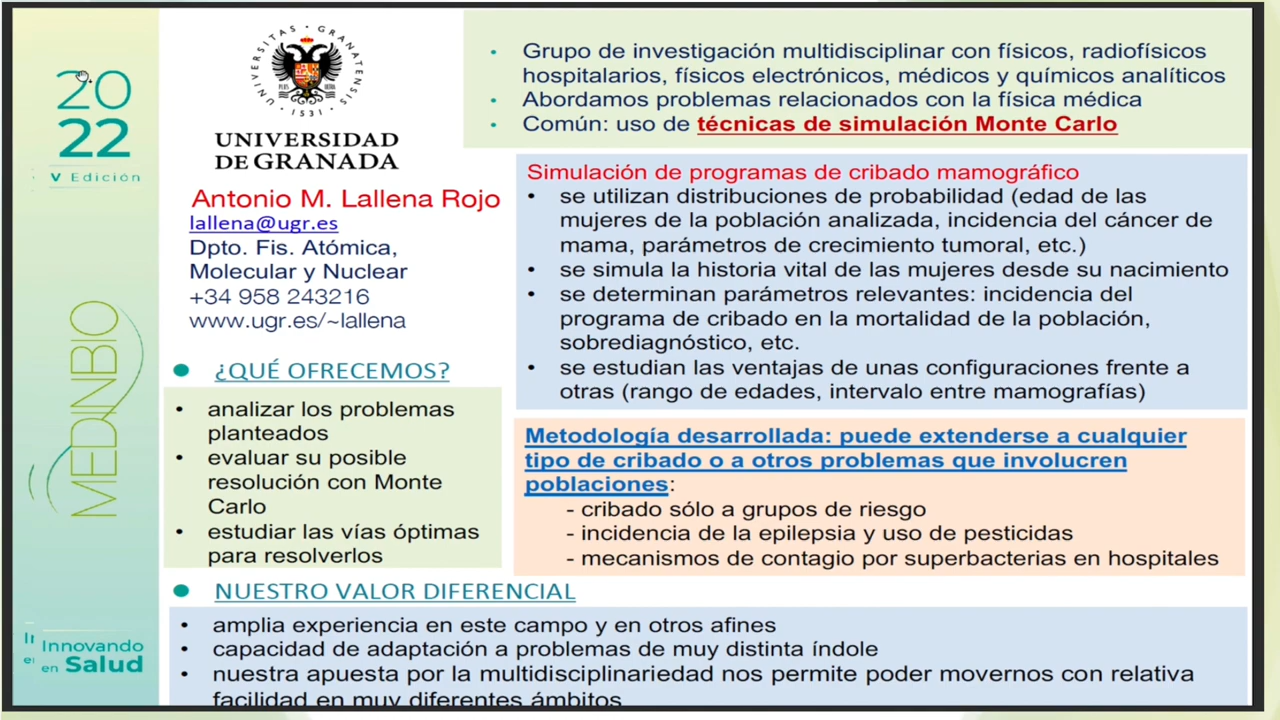 20
22
V Edición
MEDINBIO
Innovando
en Salud
UNIVERSITAS GRANATENSIS
1531
UNIVERSIDAD
DE GRANADA
Antonio M. Lallena Rojo
lallena@ugr.es
Dpto. Fis. Atómica,
Molecular y Nuclear
+34 958 243216
www.ugr.es/~lallena
• Grupo de investigación multidisciplinar con físicos, radiofísicos
hospitalarios, físicos electrónicos, médicos y químicos analíticos
• Abordamos problemas relacionados con la física médica
• Común: uso de técnicas de simulación Monte Carlo
Simulación de programas de cribado mamográfico
• se utilizan distribuciones de probabilidad (edad de las
mujeres de la población analizada, incidencia del cáncer de
mama, parámetros de crecimiento tumoral, etc.)
• se simula la historia vital de las mujeres desde su nacimiento
• se determinan parámetros relevantes: incidencia del
programa de cribado en la mortalidad de la población,
sobrediagnóstico, etc.
• se estudian las ventajas de unas configuraciones frente a
otras (rango de edades, intervalo entre mamografías)
• ¿QUÉ OFRECEMOS?
• analizar los problemas
planteados
• evaluar su posible
resolución con Monte
Carlo
• estudiar las vías óptimas
para resolverlos
Metodología desarrollada: puede extenderse a cualquier
tipo de cribado o a otros problemas que involucren
poblaciones:
- cribado sólo a grupos de riesgo
- incidencia de la epilepsia y uso de pesticidas
- mecanismos de contagio por superbacterias en hospitales
• NUESTRO VALOR DIFERENCIAL
• amplia experiencia en este campo y en otros afines
• capacidad de adaptación a problemas de muy distinta índole
• nuestra apuesta por la multidisciplinariedad nos permite poder movernos con relativa
facilidad en muy diferentes ámbitos